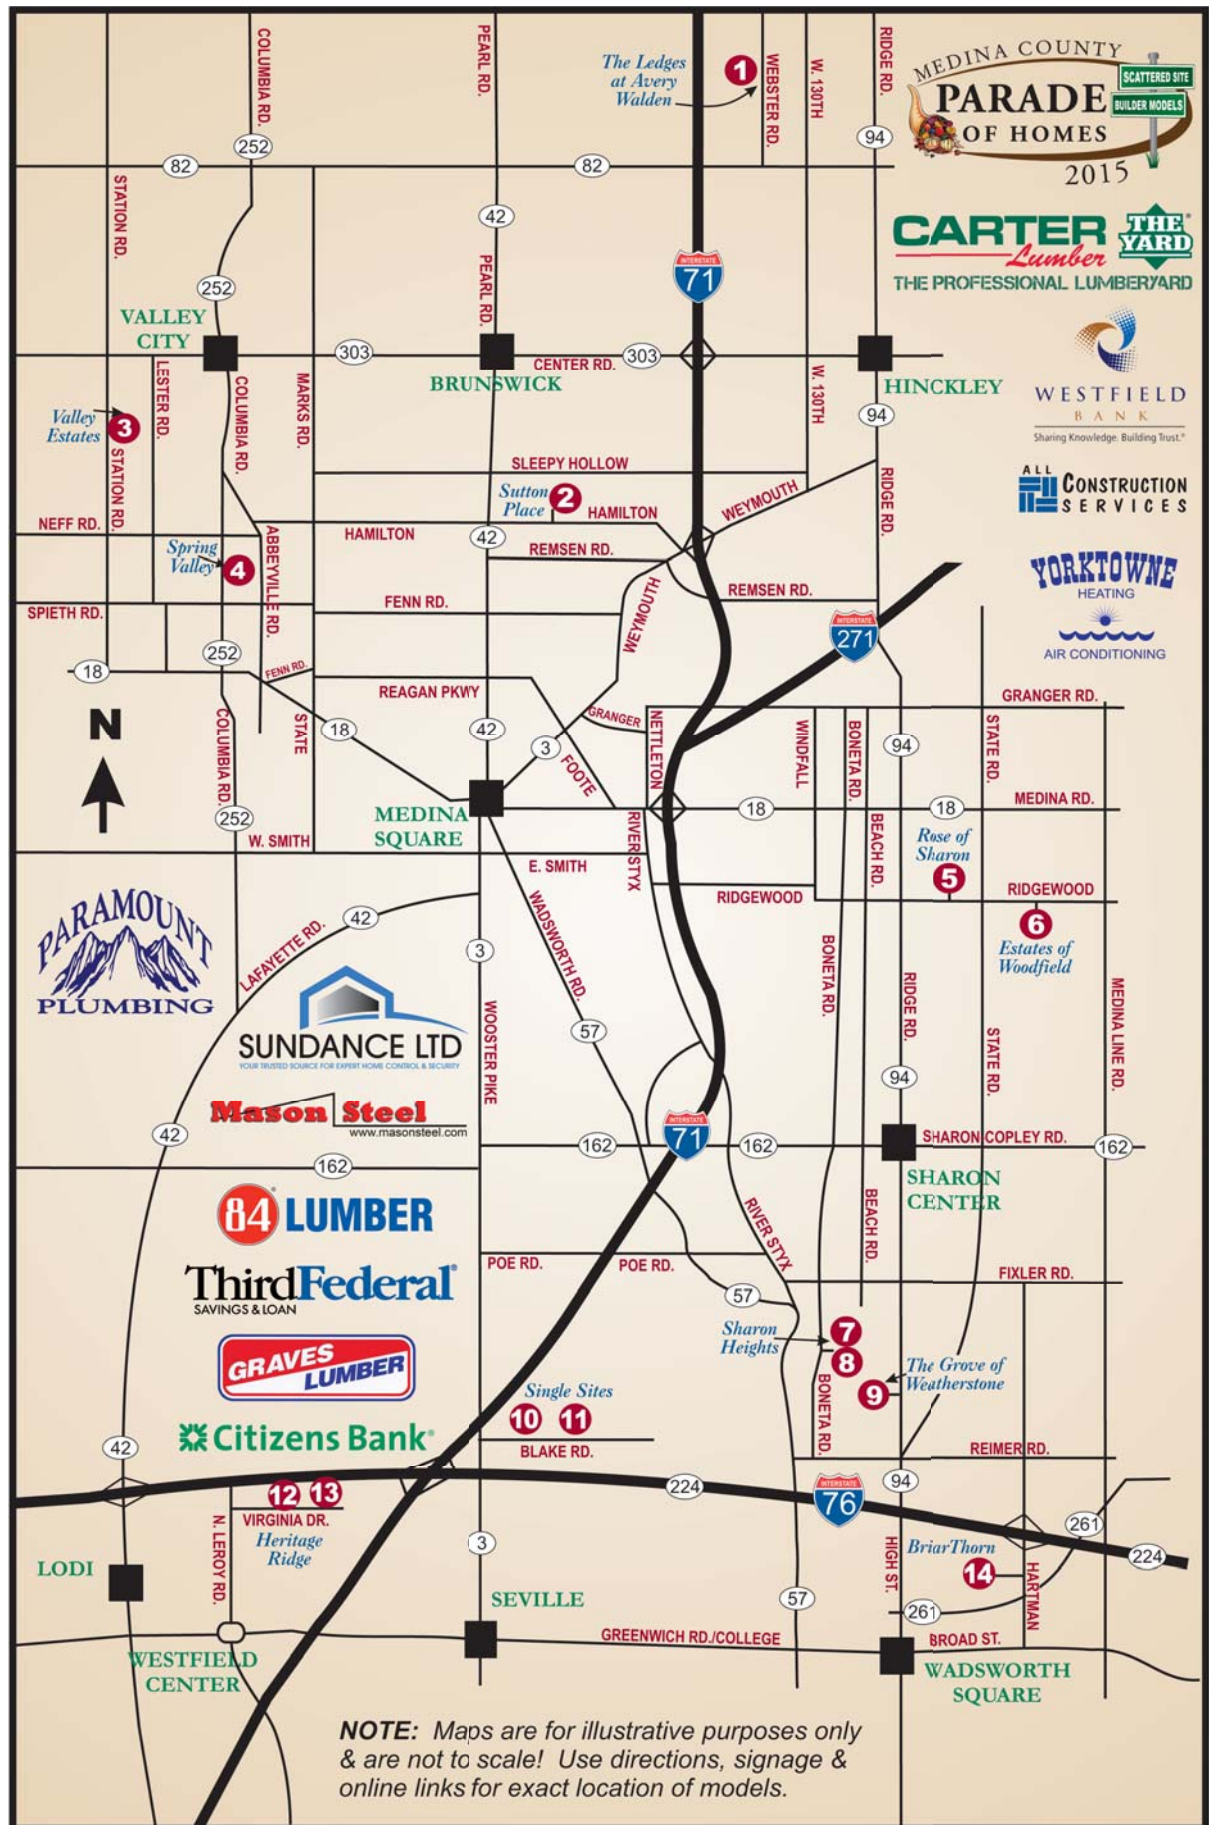 COLUMBIA RD.
PEARL RD.
The Ledges
at Avery
Walden
1
WEBSTER RD.
W. 130TH
RIDGE RD.
MEDINA COUNTY
PARADE
OF HOMES
2015
SCATTERED SITE
BUILDER MODELS
252
94
82
82
STATION RD.
42
CARTER
Lumber
THE
YARD
THE PROFESSIONAL LUMBERYARD
252
PEARL RD.
INTERSTATE
71
VALLEY
CITY
303
CENTER RD.
303
BRUNSWICK
HINCKLEY
WESTFIELD
BANK
Sharing Knowledge. Building Trust.®
LESTER RD.
COLUMBIA RD.
MARKS RD.
W. 130TH
94
Valley
Estates
3
STATION RD.
SLEEPY HOLLOW
RIDGE RD.
ALL
CONSTRUCTION
SERVICES
Sutton
Place
2
HAMILTON
WEYMOUTH
NEFF RD.
HAMILTON
42
REMSEN RD.
Spring
Valley
4
ABBEYVILLE RD.
YORKTOWNE
HEATING
AIR CONDITIONING
SPIETH RD.
FENN RD.
WEYMOUTH
REMSEN RD.
INTERSTATE
271
252
18
FENN RD.
REAGAN PKWY
GRANGER RD.
N
COLUMBIA RD.
STATE
18
42
3
GRANGER
NETTLETON
FOOTE
WINDFALL
BONETA RD.
94
STATE RD.
MEDINA RD.
18
18
252
MEDINA
SQUARE
W. SMITH
E. SMITH
RIVER STYX
BEACH RD.
Rose of
Sharon
5
RIDGEWOOD
RIDGEWOOD
6
Estates of
Woodfield
PARAMOUNT
PLUMBING
LAFAYETTE RD.
42
3
WADSWORTH RD.
BONETA RD.
RIDGE RD.
STATE RD.
MEDINA LINE RD.
SUNDANCE LTD
YOUR TRUSTED SOURCE FOR EXPERT HOME CONTROL & SECURITY
57
WOOSTER PIKE
94
Mason Steel
www.masonsteel.com
42
INTERSTATE
71
162
162
SHARON COPLEY RD.
162
162
SHARON
CENTER
84 LUMBER
BEACH RD.
RIVER STYX
POE RD.
POE RD.
FIXLER RD.
ThirdFederal®
SAVINGS & LOAN
57
Sharon
Heights
7
8
GRAVES
LUMBER
9
The Grove of
Weatherstone
BONETA RD.
Single Sites
10
11
Citizens Bank®
BLAKE RD.
REIMER RD.
42
224
94
INTERSTATE
76
12
13
VIRGINIA DR.
Heritage
Ridge
N. LEROY RD.
3
HIGH ST.
BriarThorn
14
261
224
HARTMAN
LODI
57
261
SEVILLE
GREENWICH RD./COLLEGE
BROAD ST.
WESTFIELD
CENTER
WADSWORTH
SQUARE
NOTE: Maps are for illustrative purposes only
& are not to scale! Use directions, signage &
online links for exact location of models.